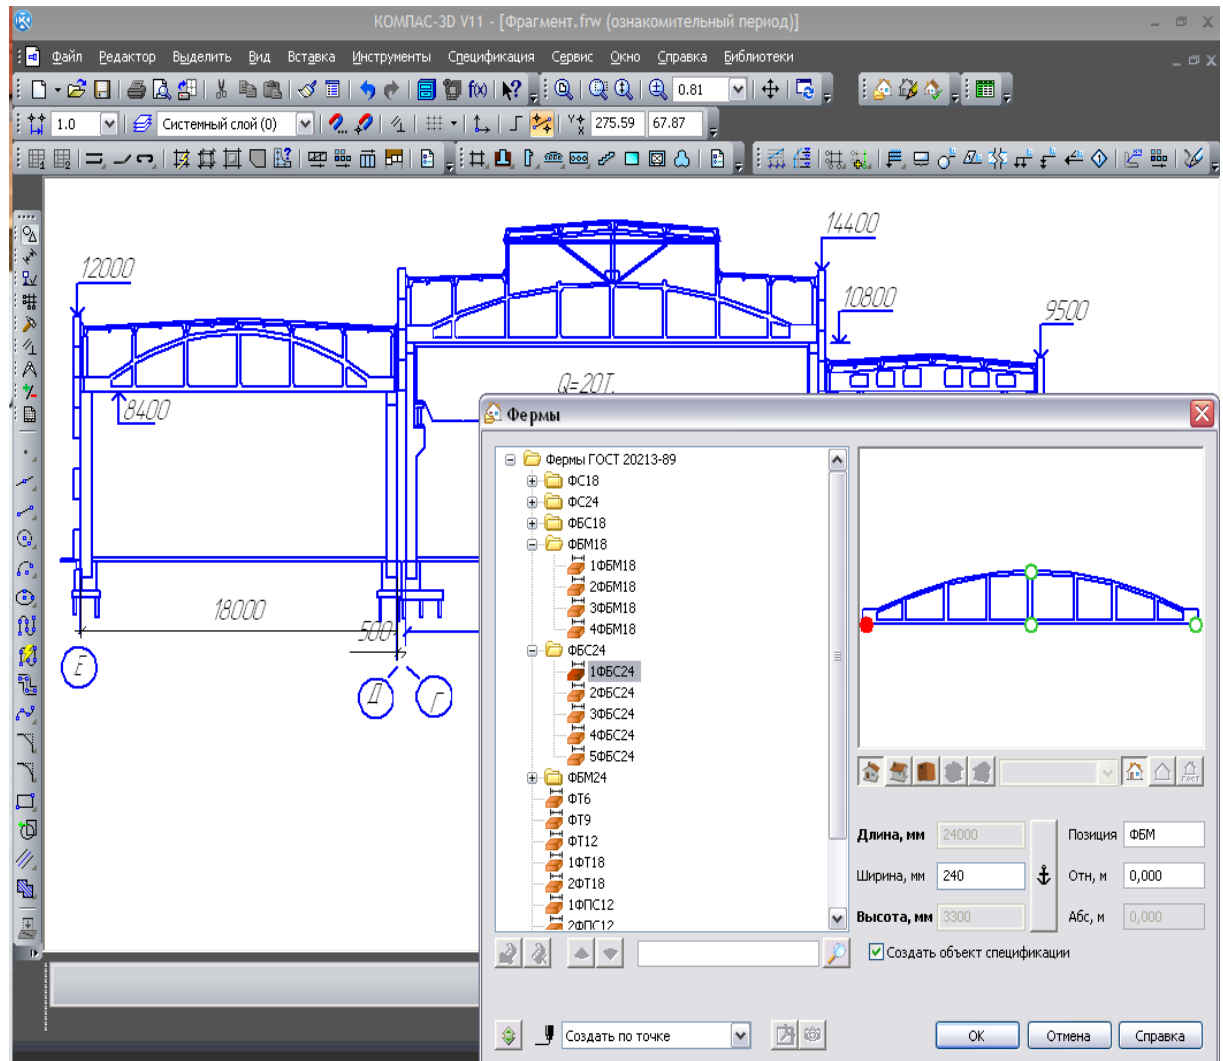 КОМПАС-3D V11 - [Фрагмент.frw (ознакомительный период)]
Файл Редактор Выделить Вид Вставка Инструменты Спецификация Сервис Окно Справка Библиотеки
f(x) 0.81
1.0 Системный слой (0) 275.59 67.87
14400
12000
10800
9500
Q=20Т.
8400
18000
500
Е
Д
Г
Фермы
Фермы ГОСТ 20213-89
ФС18
ФС24
ФБС18
ФБМ18
1ФБМ18
2ФБМ18
3ФБМ18
4ФБМ18
ФБС24
1ФБС24
2ФБС24
3ФБС24
4ФБС24
5ФБС24
ФБМ24
ФТ6
ФТ9
ФТ12
1ФТ18
2ФТ18
1ФПС12
2ФПС12
ГОСТ
Длина, мм 24000 Позиция ФБМ
Ширина, мм 240 Отн, м 0,000
Высота, мм 3300 Абс, м 0,000
Создать объект спецификации
Создать по точке
ОК Отмена Справка